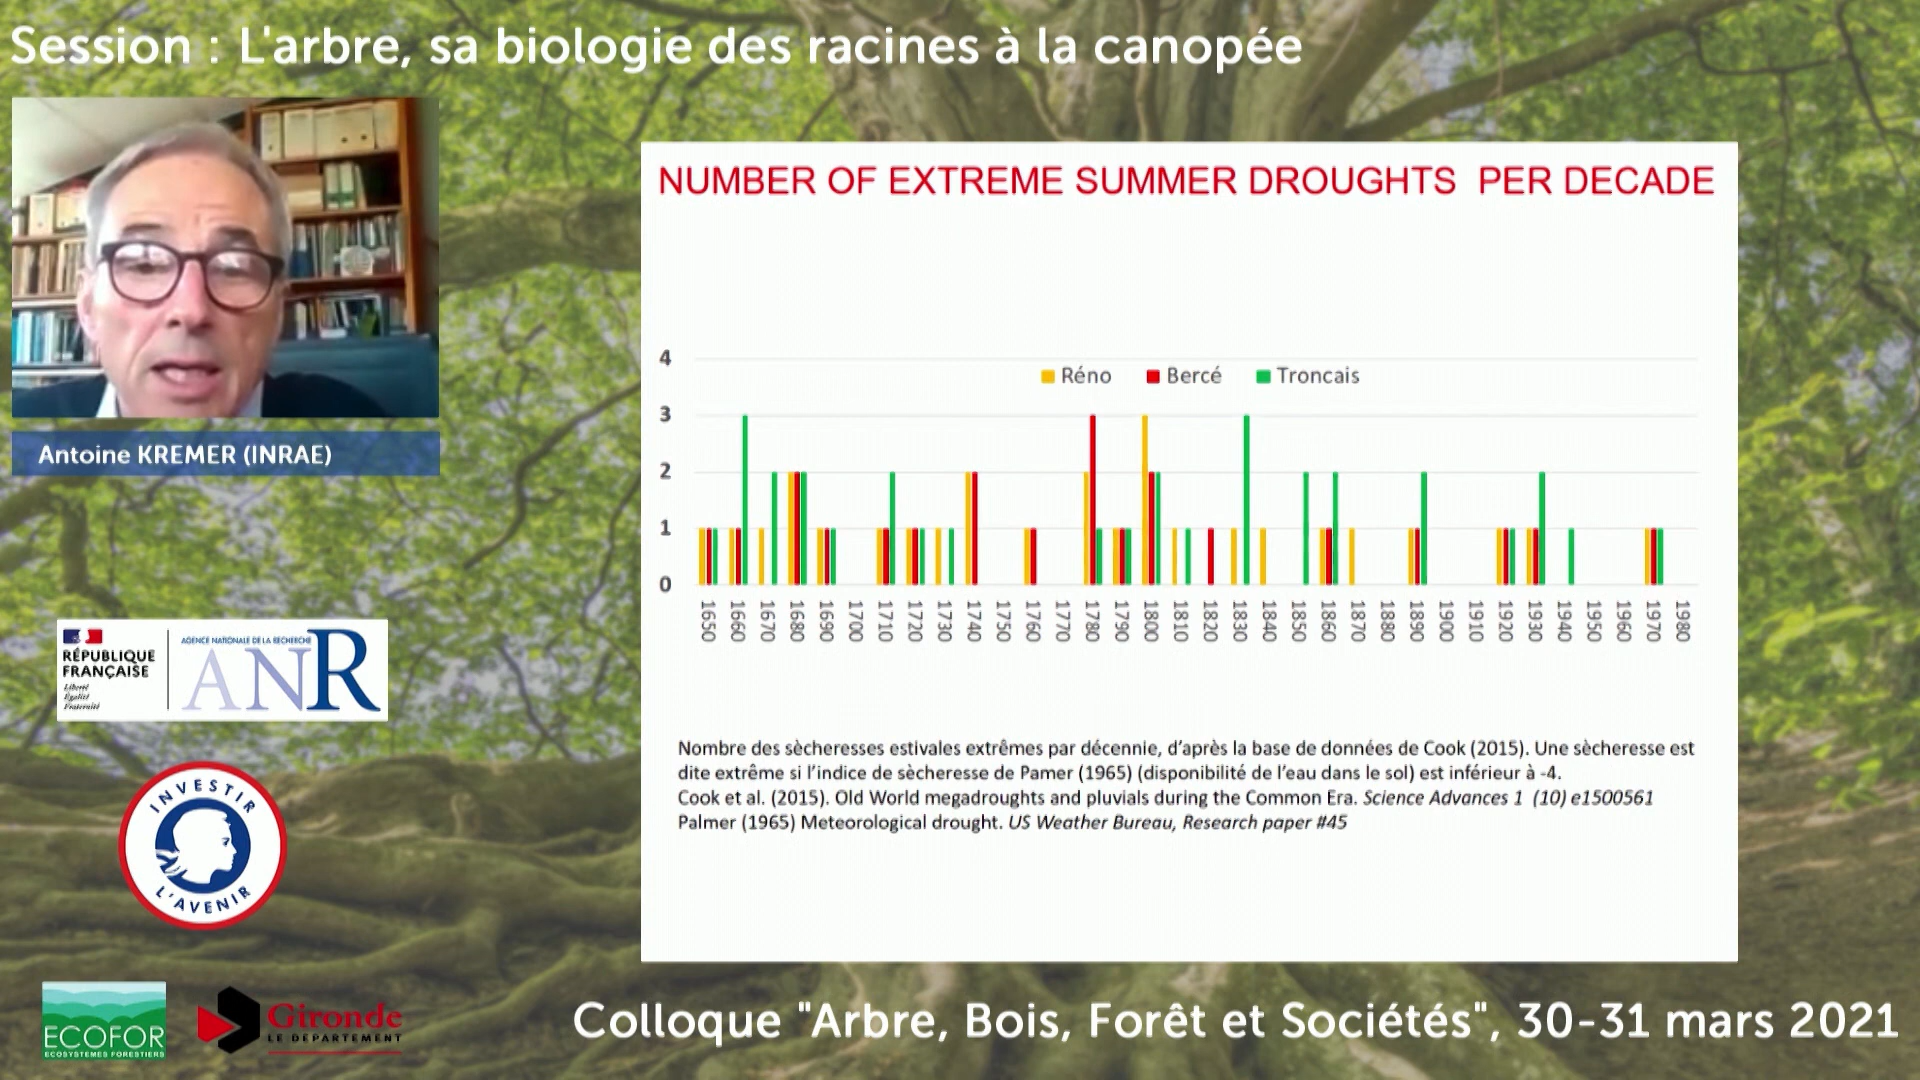 Session : L'arbre, sa biologie des racines à la canopée
Antoine KREMER (INRAE)
NUMBER OF EXTREME SUMMER DROUGHTS PER DECADE
4
Réno Bercé Troncais
3
2
1
0
1650 1660 1670 1680 1690 1700 1710 1720 1730 1740 1750 1760 1770 1780 1790 1800 1810 1820 1830 1840 1850 1860 1870 1880 1890 1900 1910 1920 1930 1940 1950 1960 1970 1980
Nombre des sècheresses estivales extrêmes par décennie, d'après la base de données de Cook (2015). Une sècheresse est
dite extrême si l'indice de sècheresse de Pamer (1965) (disponibilité de l'eau dans le sol) est inférieur à -4.
Cook et al. (2015). Old World megadroughts and pluvials during the Common Era. Science Advances 1 (10) e1500561
Palmer (1965) Meteorological drought. US Weather Bureau, Research paper #45
RÉPUBLIQUE
FRANÇAISE
Liberté
Égalité
Fraternité
AGENCE NATIONALE DE LA RECHERCHE
ANR
INVESTIR
L'AVENIR
ECOFOR
ECOSYSTEMES FORESTIERS
Gironde
LE DEPARTEMENT
Colloque "Arbre, Bois, Forêt et Sociétés", 30-31 mars 2021